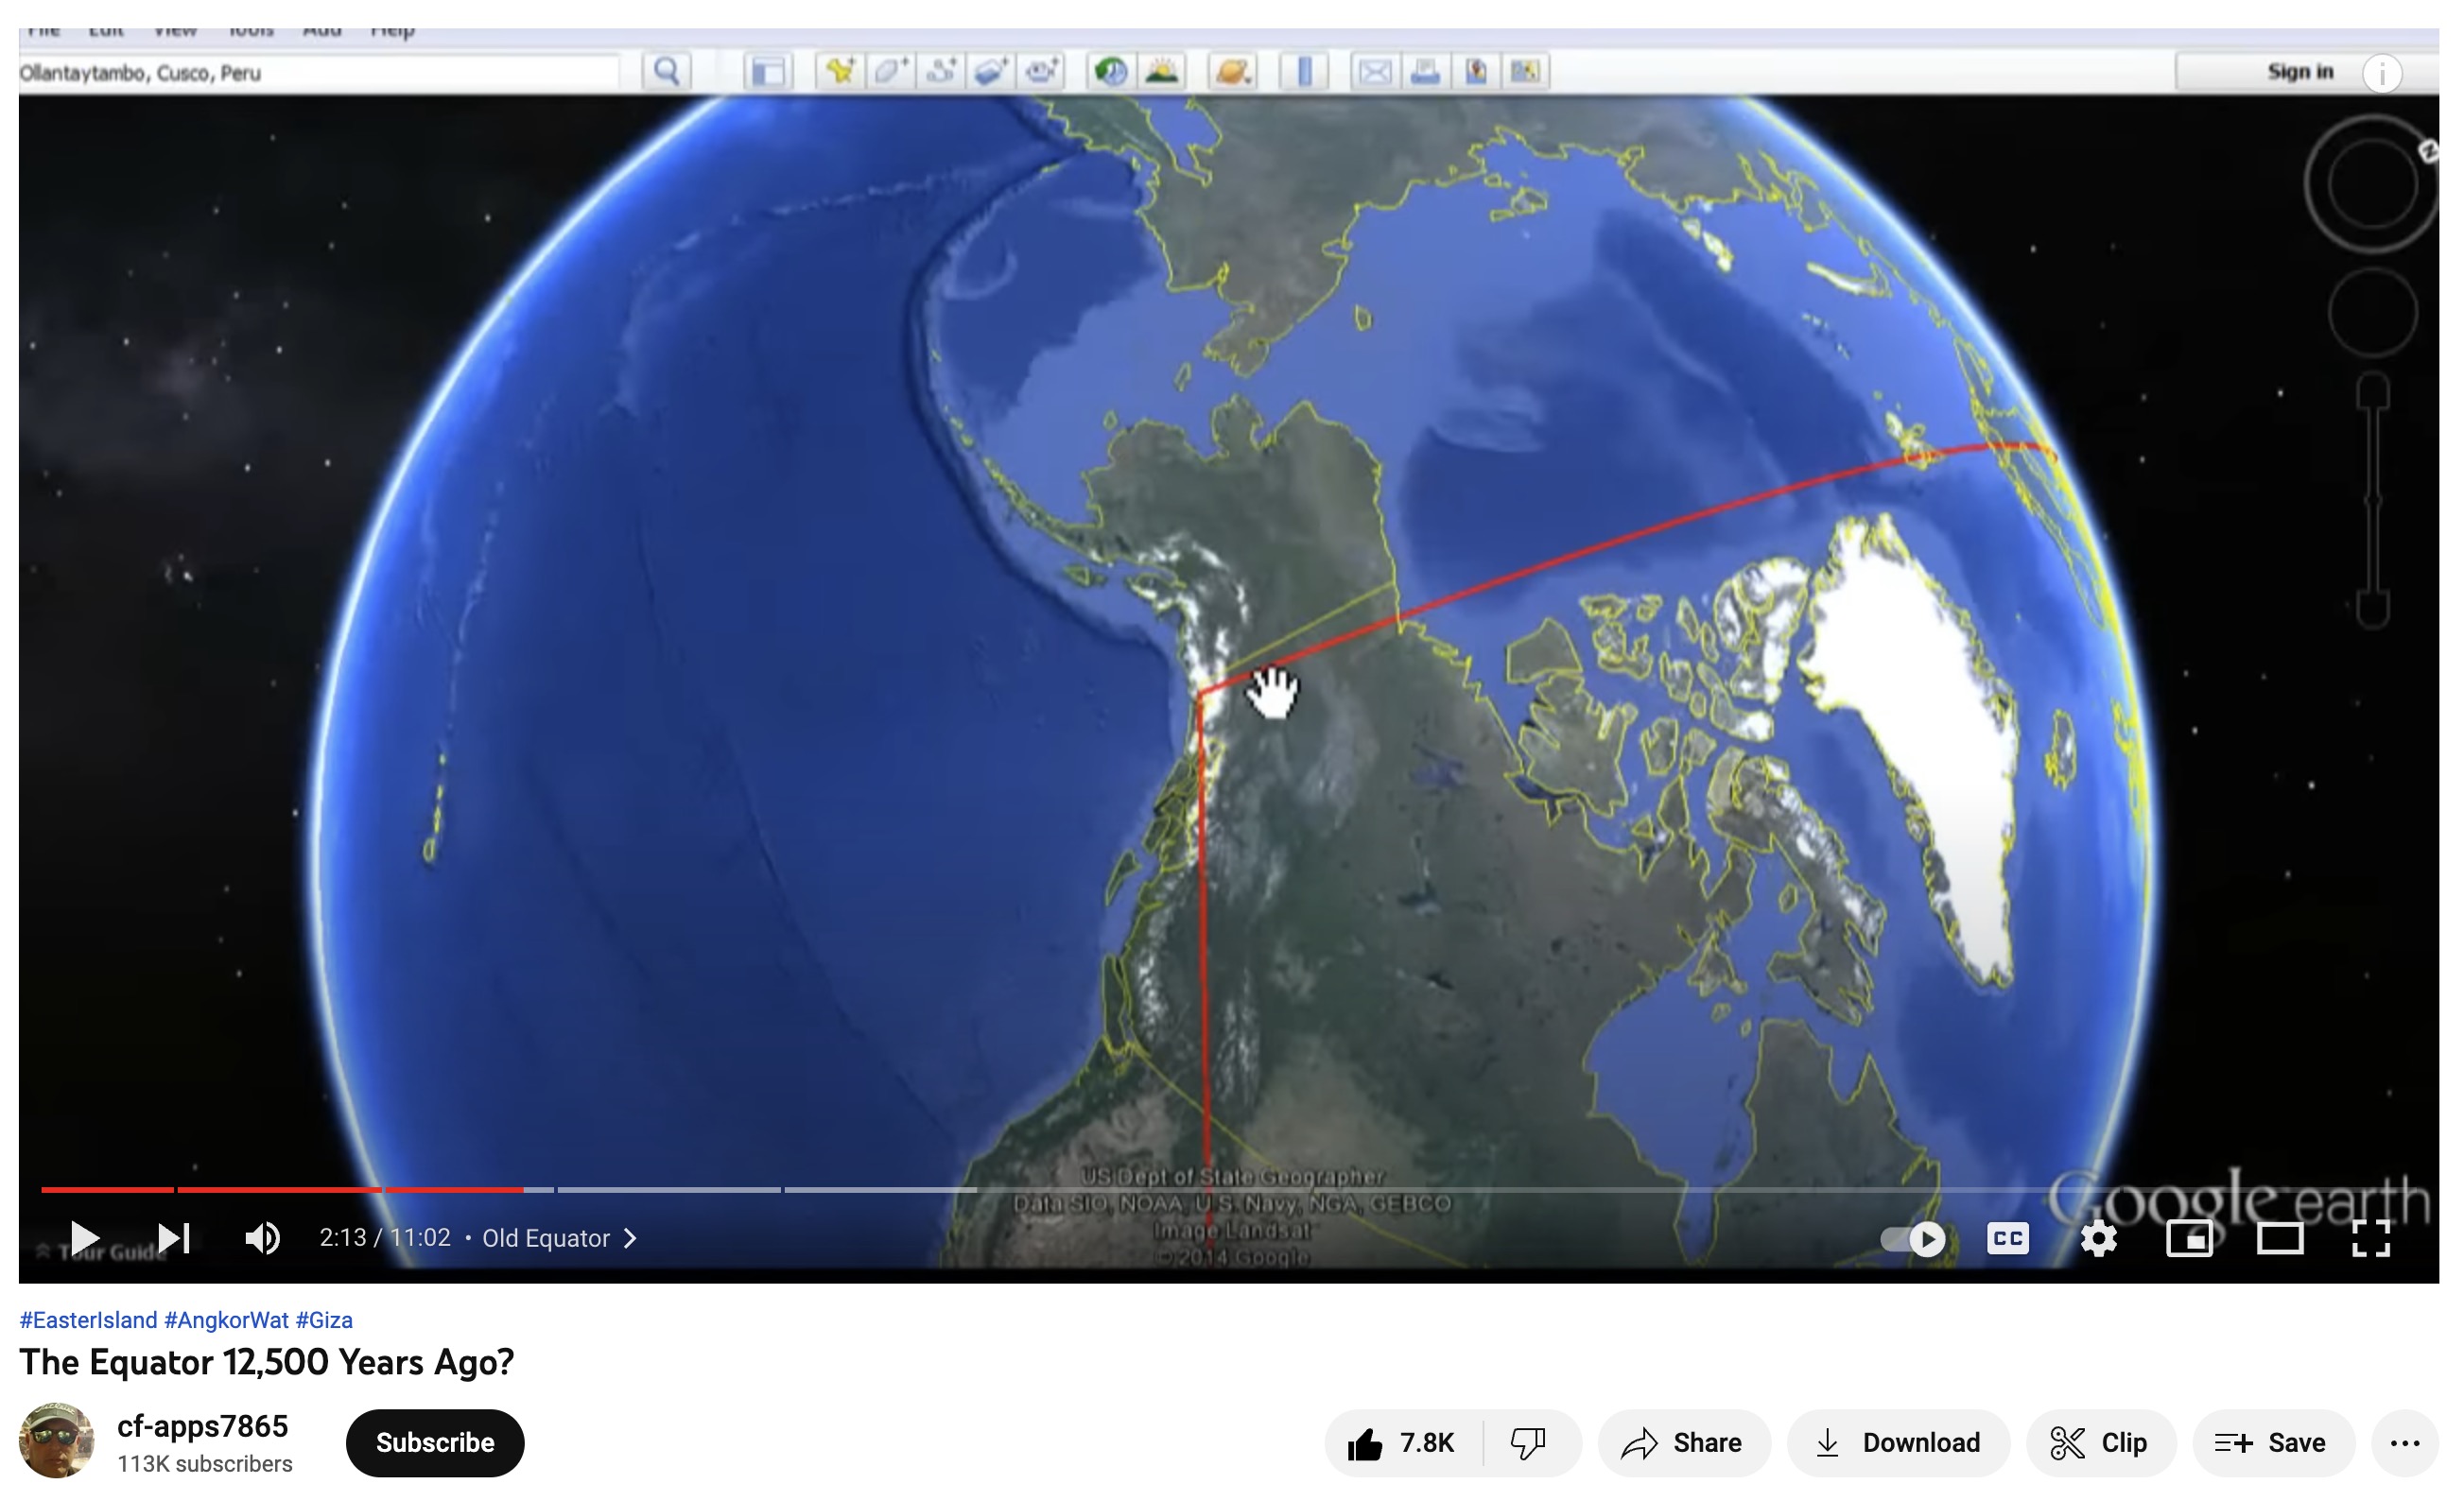 File Edit View Tools Add Help
Ollantaytambo, Cusco, Peru
Sign in
i
N
US Dept of State Geographer
Data SIO, NOAA, U.S. Navy, NGA, GEBCO
Image Landsat
© 2014 Google
Google earth
Tour Guide
2:13 / 11:02 • Old Equator
CC
#EasterIsland #AngkorWat #Giza
The Equator 12,500 Years Ago?
cf-apps7865
113K subscribers
Subscribe
7.8K
Share
Download
Clip
Save